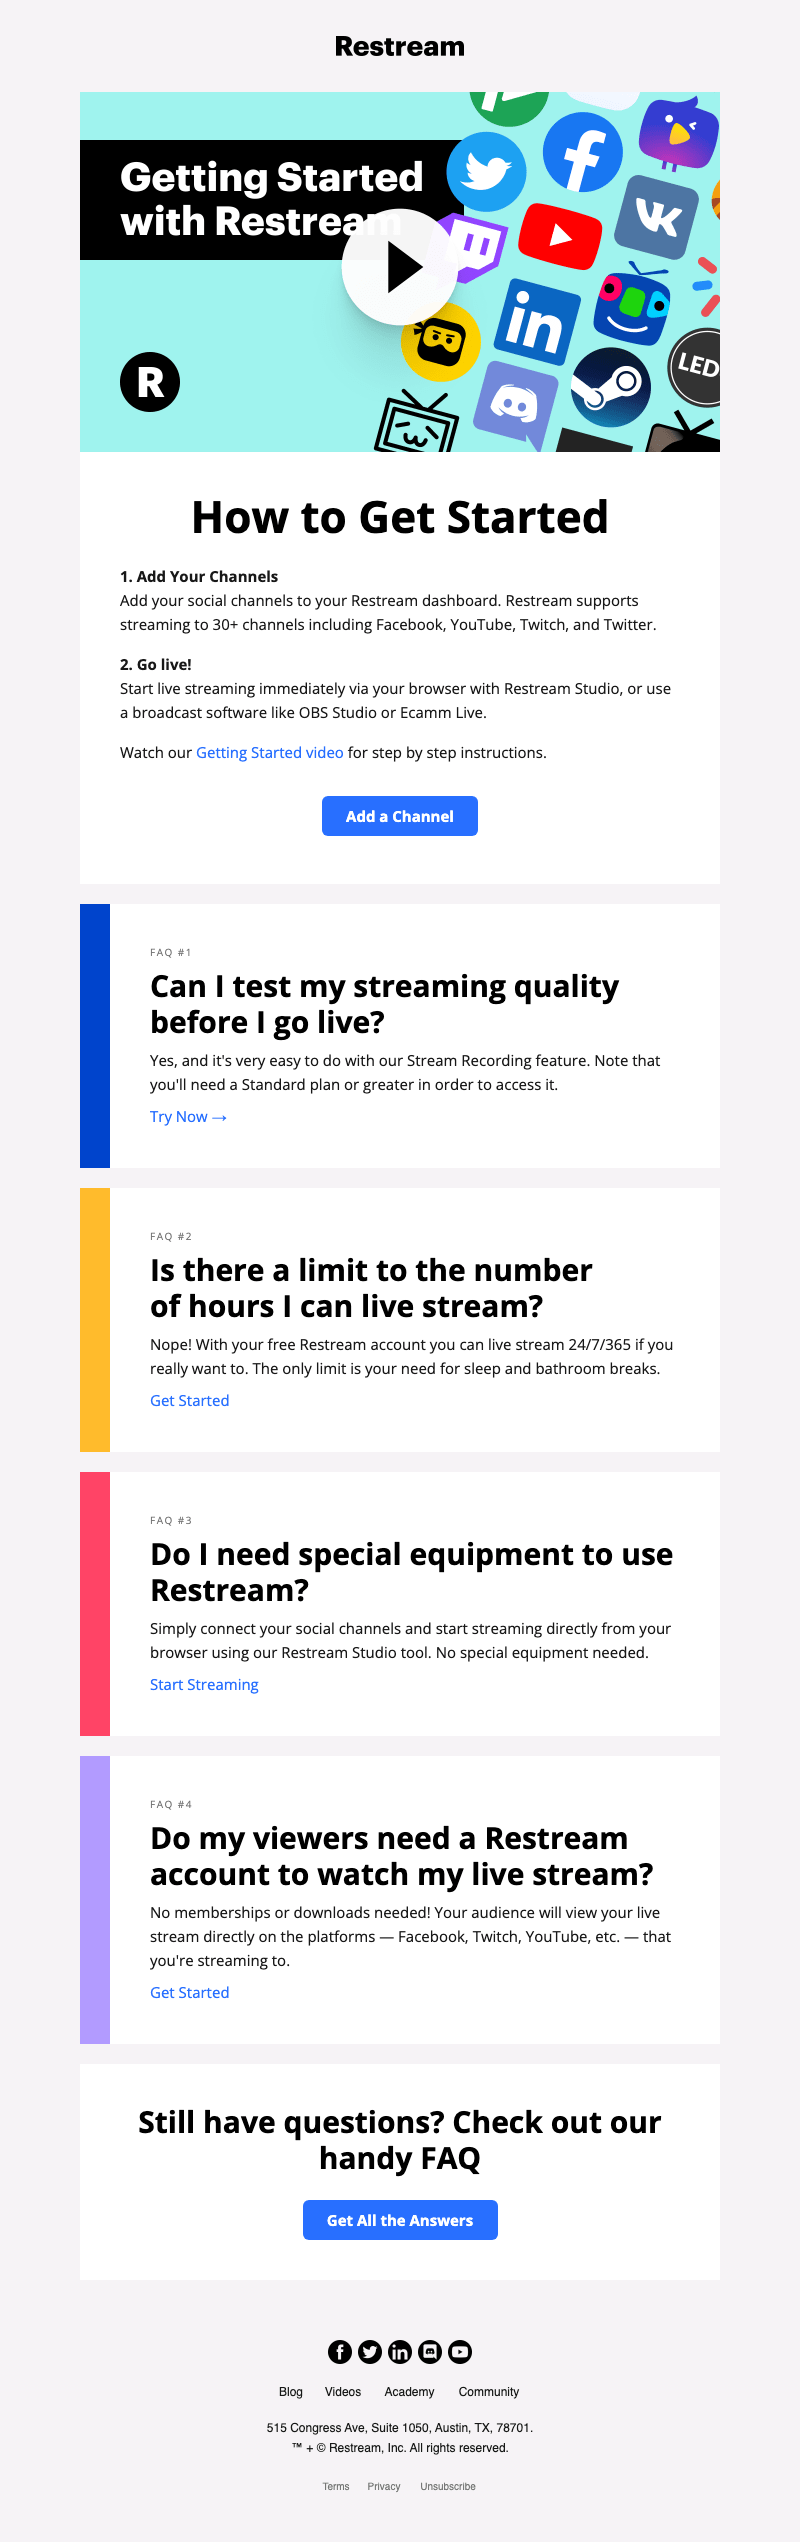 Restream
Getting Started
with Restream
R
LED
How to Get Started
1. Add Your Channels
Add your social channels to your Restream dashboard. Restream supports
streaming to 30+ channels including Facebook, YouTube, Twitch, and Twitter.
2. Go live!
Start live streaming immediately via your browser with Restream Studio, or use
a broadcast software like OBS Studio or Ecamm Live.
Watch our Getting Started video for step by step instructions.
Add a Channel
FAQ #1
Can I test my streaming quality
before I go live?
Yes, and it's very easy to do with our Stream Recording feature. Note that
you'll need a Standard plan or greater in order to access it.
Try Now →
FAQ #2
Is there a limit to the number
of hours I can live stream?
Nope! With your free Restream account you can live stream 24/7/365 if you
really want to. The only limit is your need for sleep and bathroom breaks.
Get Started
FAQ #3
Do I need special equipment to use
Restream?
Simply connect your social channels and start streaming directly from your
browser using our Restream Studio tool. No special equipment needed.
Start Streaming
FAQ #4
Do my viewers need a Restream
account to watch my live stream?
No memberships or downloads needed! Your audience will view your live
stream directly on the platforms — Facebook, Twitch, YouTube, etc. — that
you're streaming to.
Get Started
Still have questions? Check out our
handy FAQ
Get All the Answers
Blog Videos Academy Community
515 Congress Ave, Suite 1050, Austin, TX, 78701.
™ + © Restream, Inc. All rights reserved.
Terms Privacy Unsubscribe